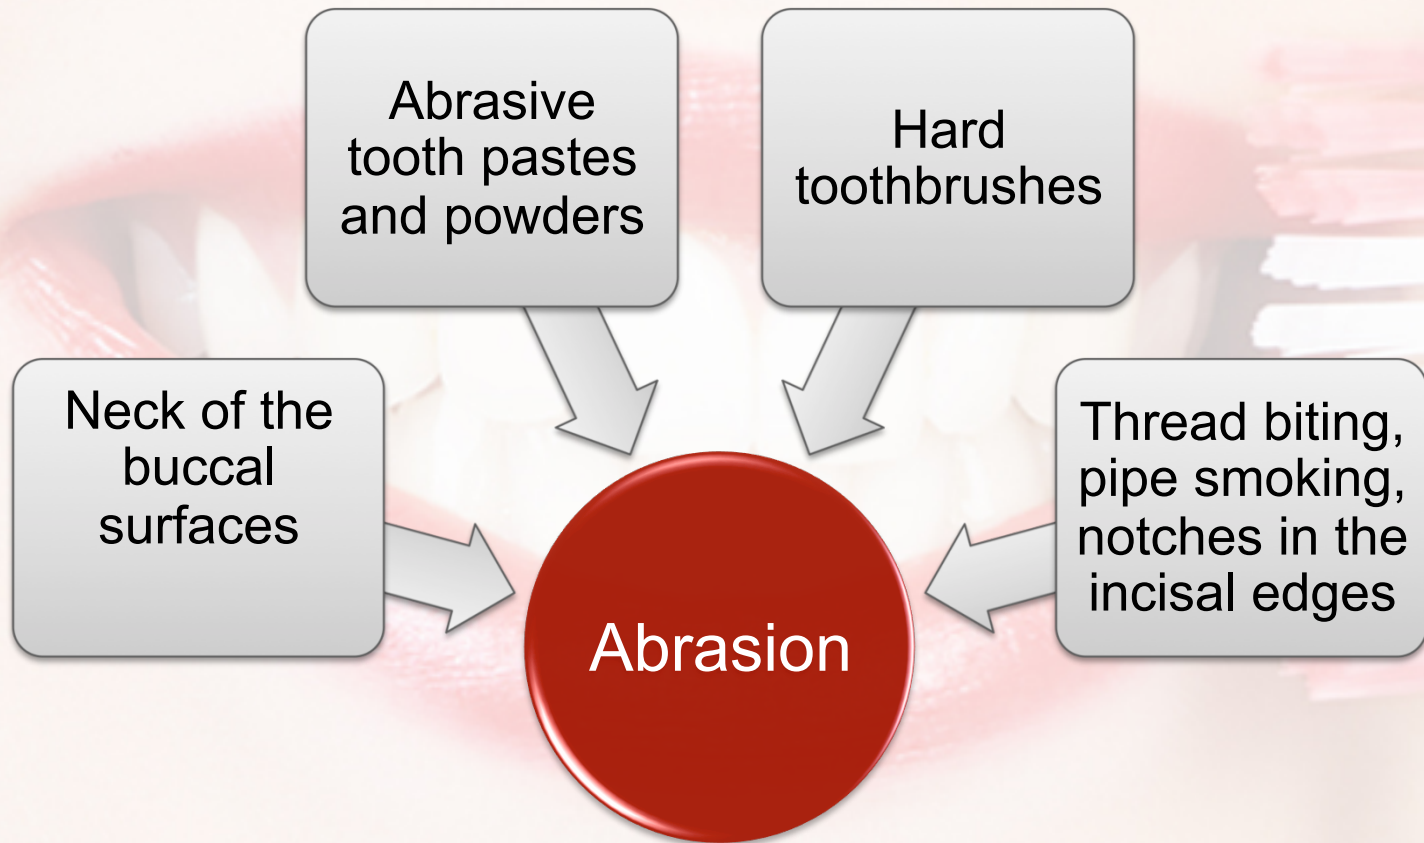 Abrasive
tooth pastes
and powders
Hard
toothbrushes
Neck of the
buccal
surfaces
Thread biting,
pipe smoking,
notches in the
incisal edges
Abrasion